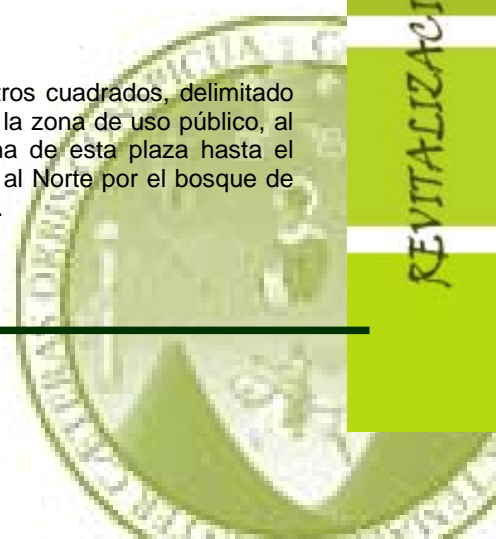 tros cuadrados, delimitado
la zona de uso público, al
na de esta plaza hasta el
al Norte por el bosque de
.
REVITALIZACI